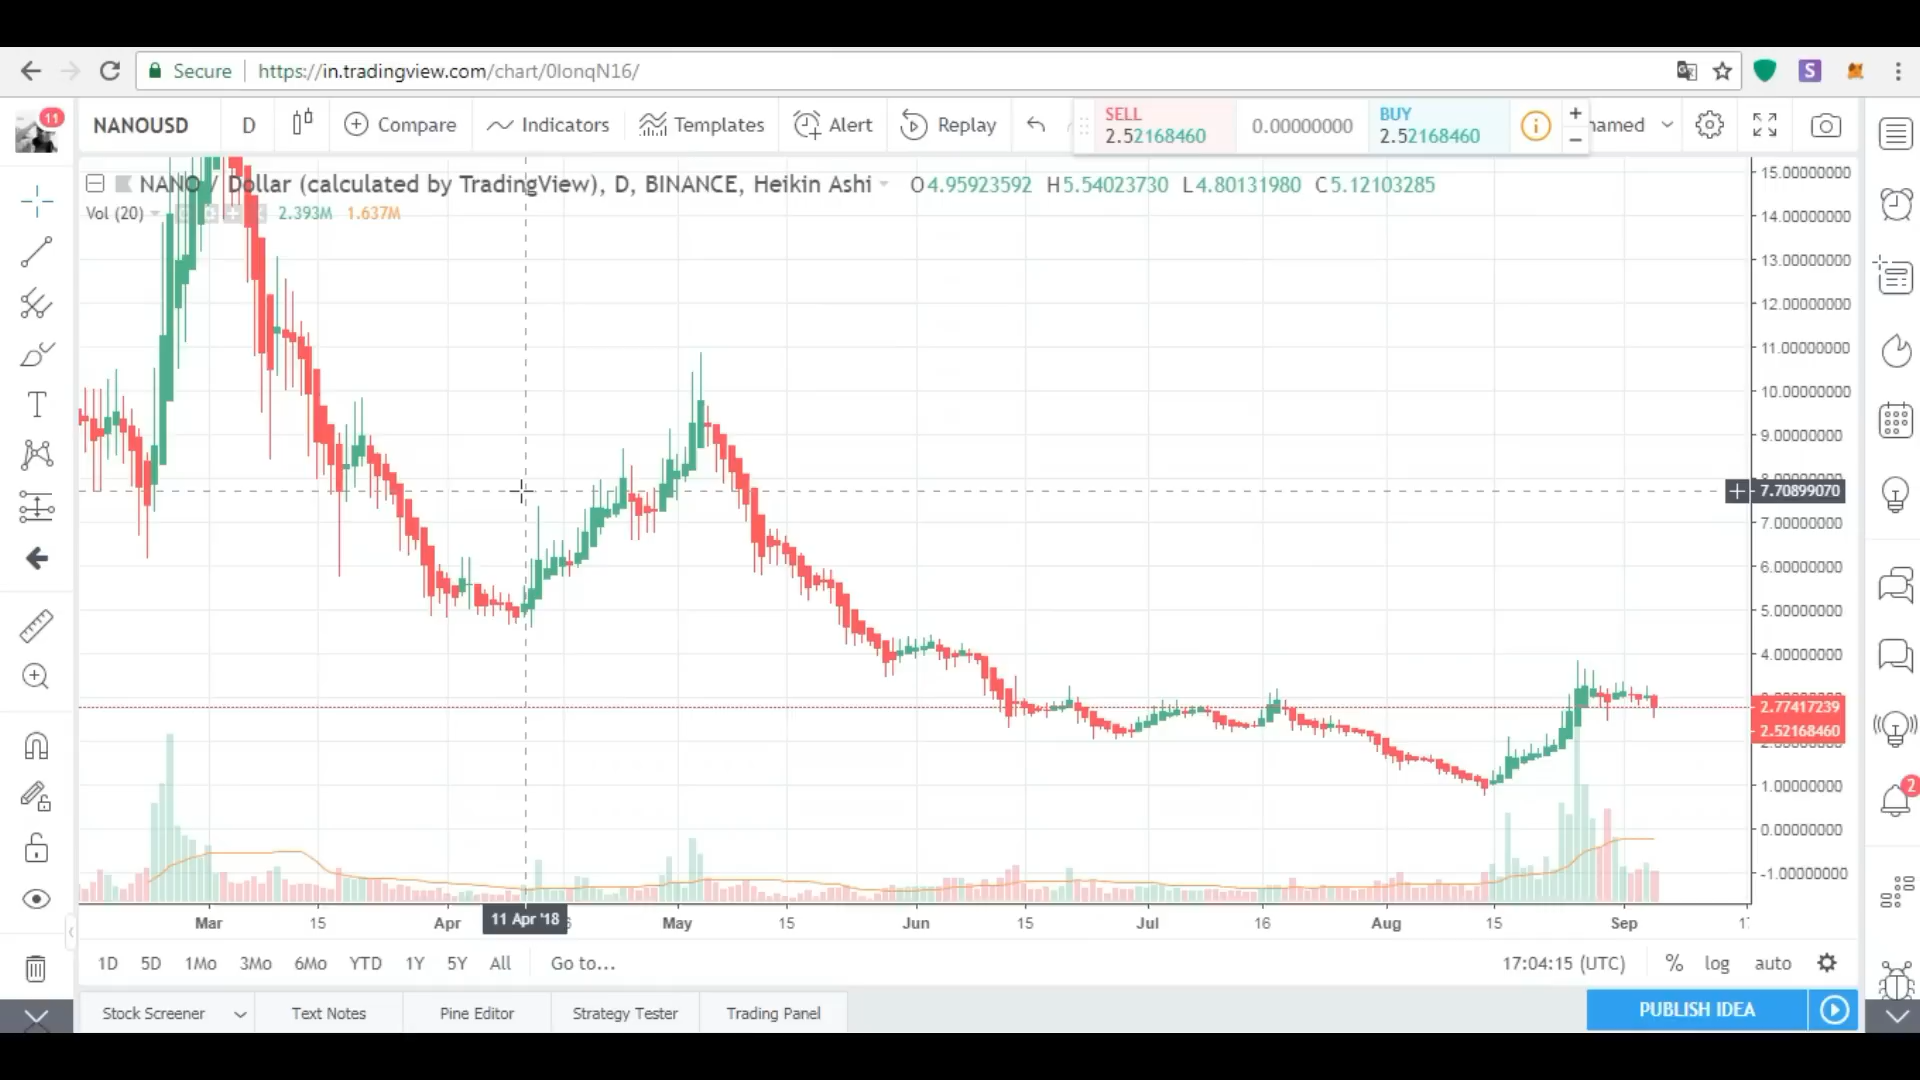 Secure https://in.tradingview.com/chart/0IonqN16/
11
NANOUSD D Compare Indicators Templates Alert Replay
SELL
2.52168460
0.00000000
BUY
2.52168460
named
NANO / Dollar (calculated by TradingView), D, BINANCE, Heikin Ashi O4.95923592 H5.54023730 L4.80131980 C5.12103285
Vol (20) 2.393M 1.637M
15.00000000
14.00000000
13.00000000
12.00000000
11.00000000
10.00000000
9.00000000
7.70899070
7.00000000
6.00000000
5.00000000
4.00000000
2.77417239
2.52168460
1.00000000
0.00000000
-1.00000000
2
Mar 15 Apr 11 Apr '18 May 15 Jun 15 Jul 16 Aug 15 Sep
1D 5D 1Mo 3Mo 6Mo YTD 1Y 5Y All Go to... 17:04:15 (UTC) % log auto
Stock Screener Text Notes Pine Editor Strategy Tester Trading Panel PUBLISH IDEA